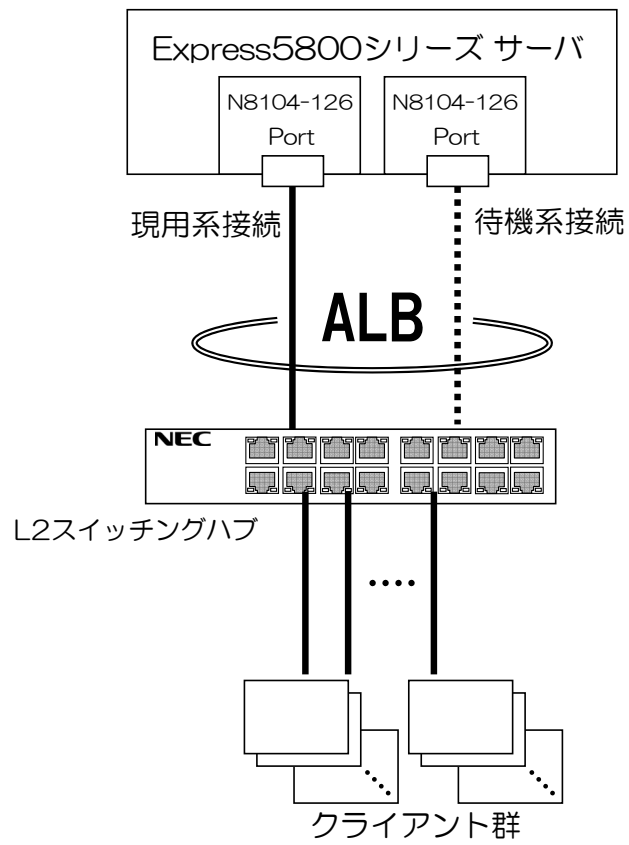 Express5800シリーズ サーバ
N8104-126
Port
N8104-126
Port
現用系接続
待機系接続
ALB
NEC
L2スイッチングハブ
クライアント群